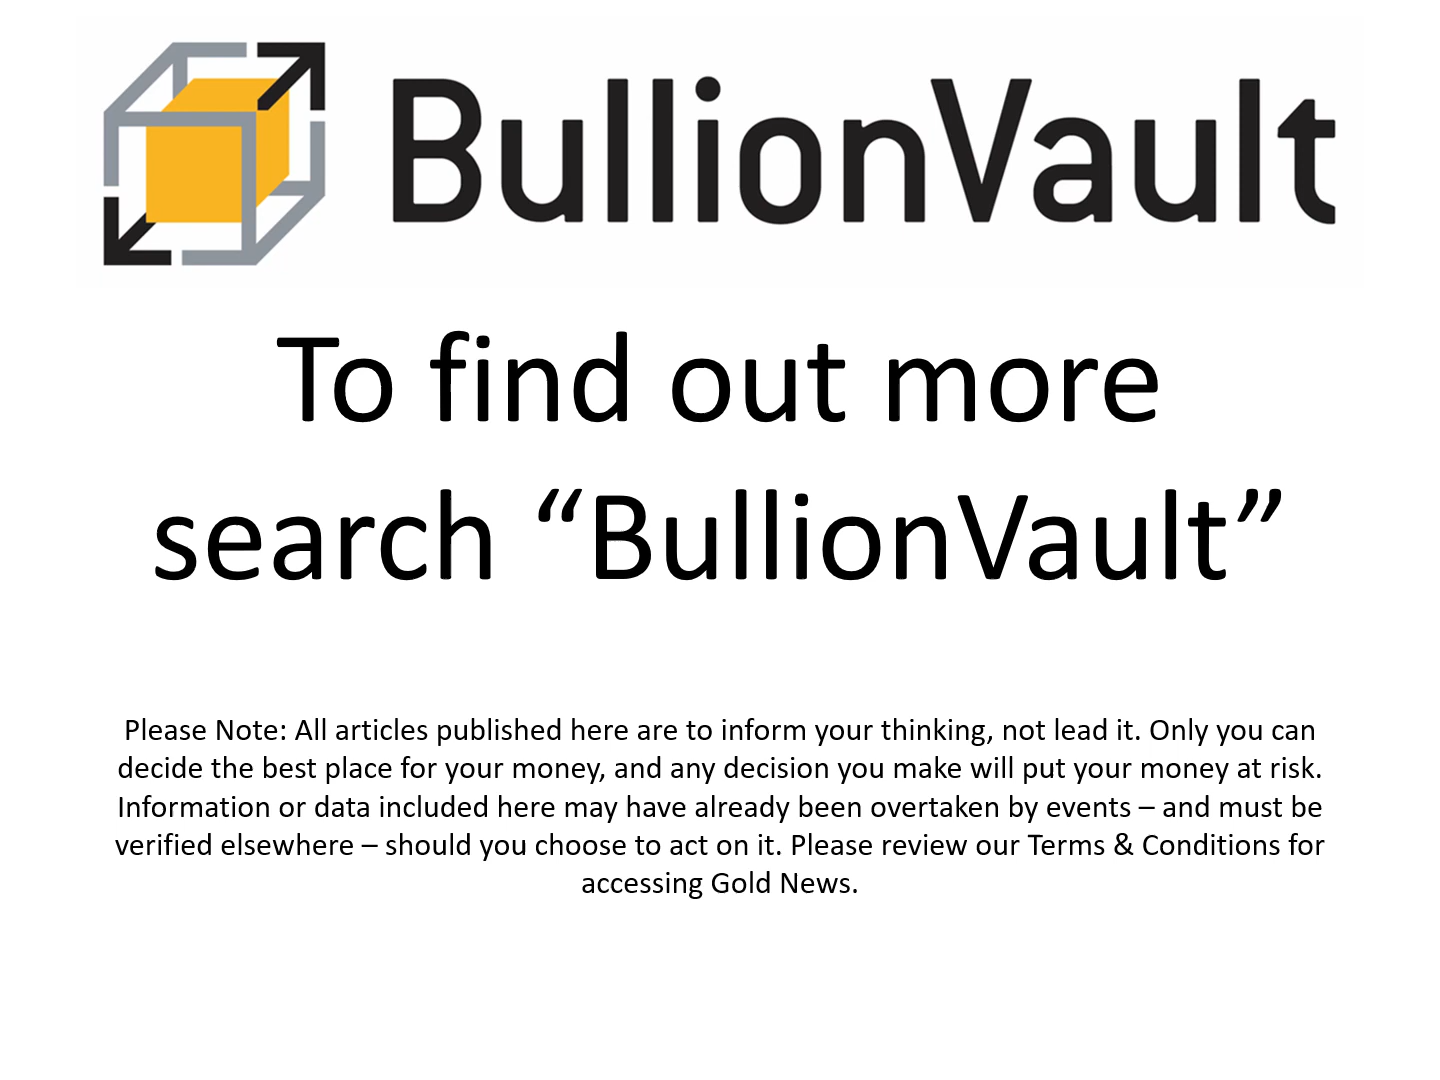 BullionVault
To find out more
search “BullionVault”
Please Note: All articles published here are to inform your thinking, not lead it. Only you can
decide the best place for your money, and any decision you make will put your money at risk.
Information or data included here may have already been overtaken by events – and must be
verified elsewhere – should you choose to act on it. Please review our Terms & Conditions for
accessing Gold News.